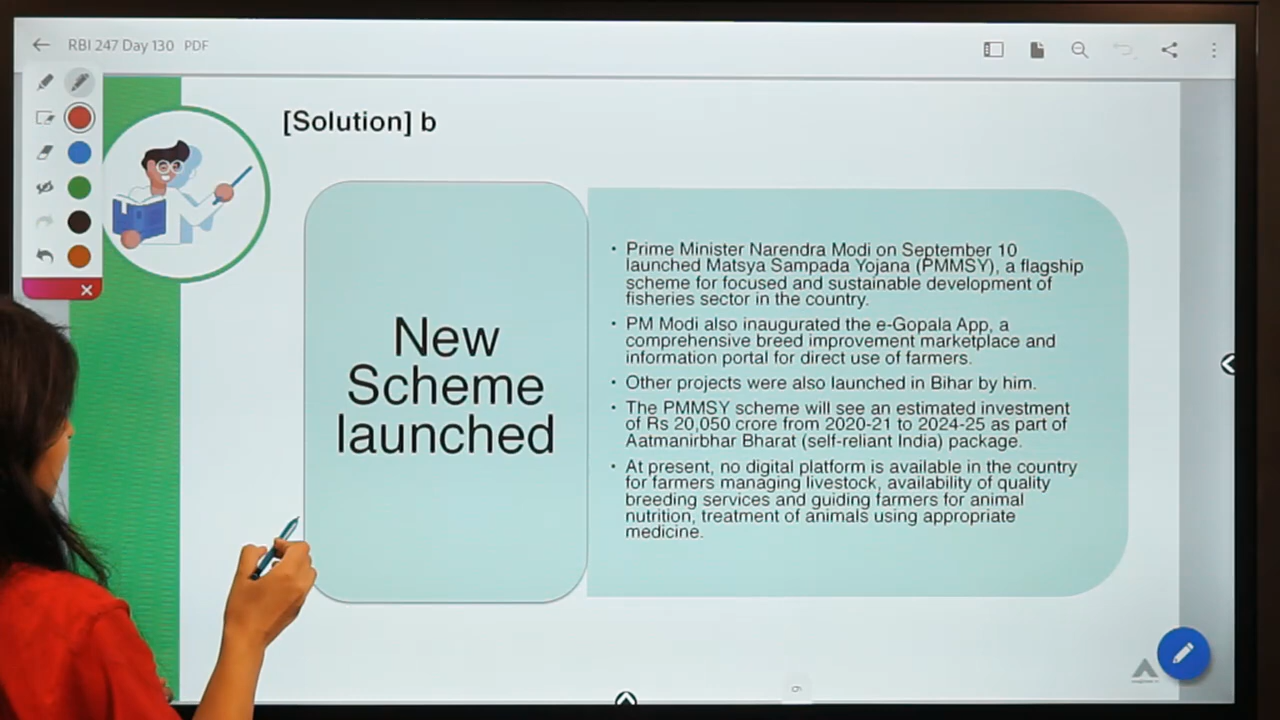 RBI 247 Day 130 PDF
[Solution] b
New
Scheme
launched
• Prime Minister Narendra Modi on September 10
launched Matsya Sampada Yojana (PMMSY), a flagship
scheme for focused and sustainable development of
fisheries sector in the country.
• PM Modi also inaugurated the e-Gopala App, a
comprehensive breed improvement marketplace and
information portal for direct use of farmers.
• Other projects were also launched in Bihar by him.
• The PMMSY scheme will see an estimated investment
of Rs 20,050 crore from 2020-21 to 2024-25 as part of
Aatmanirbhar Bharat (self-reliant India) package.
• At present, no digital platform is available in the country
for farmers managing livestock, availability of quality
breeding services and guiding farmers for animal
nutrition, treatment of animals using appropriate
medicine.